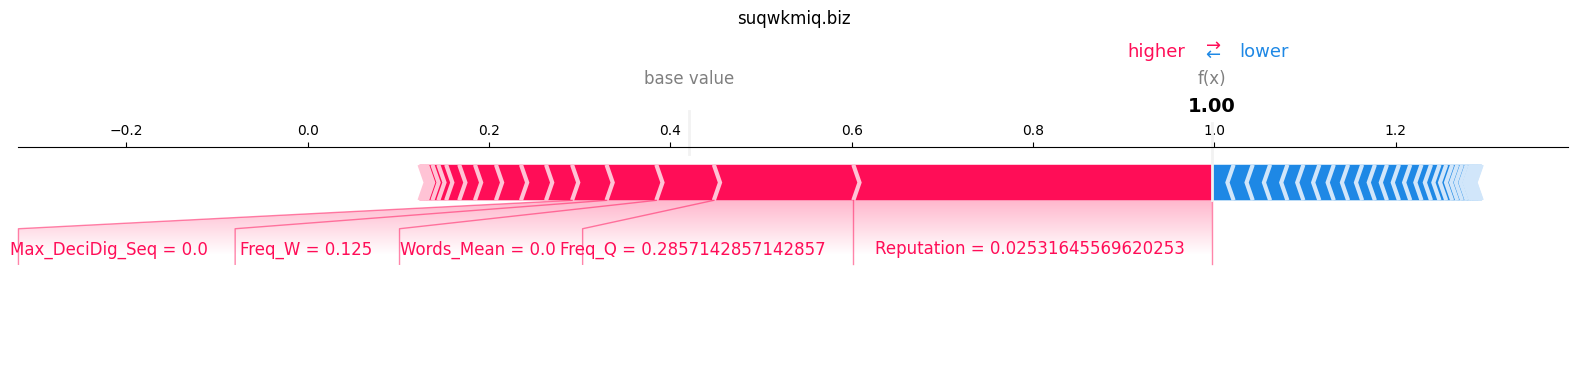 suqwkmiq.biz
higher ⇄ lower
base value f(x)
1.00
−0.2 0.0 0.2 0.4 0.6 0.8 1.0 1.2
Max_DeciDig_Seq = 0.0 Freq_W = 0.125 Words_Mean = 0.0 Freq_Q = 0.2857142857142857 Reputation = 0.02531645569620253